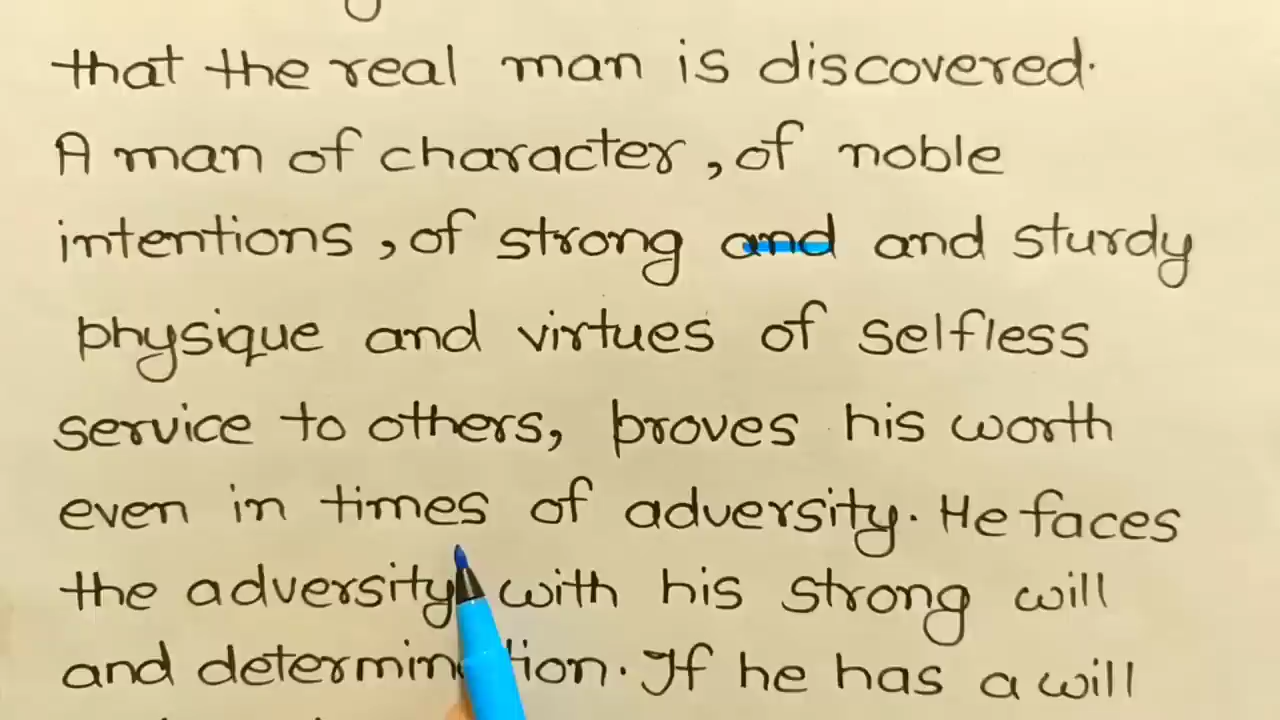 that the real man is discovered.
A man of character, of noble
intentions, of strong and and sturdy
physique and virtues of selfless
service to others, proves his worth
even in times of adversity. He faces
the adversity with his strong will
and determination. If he has a will